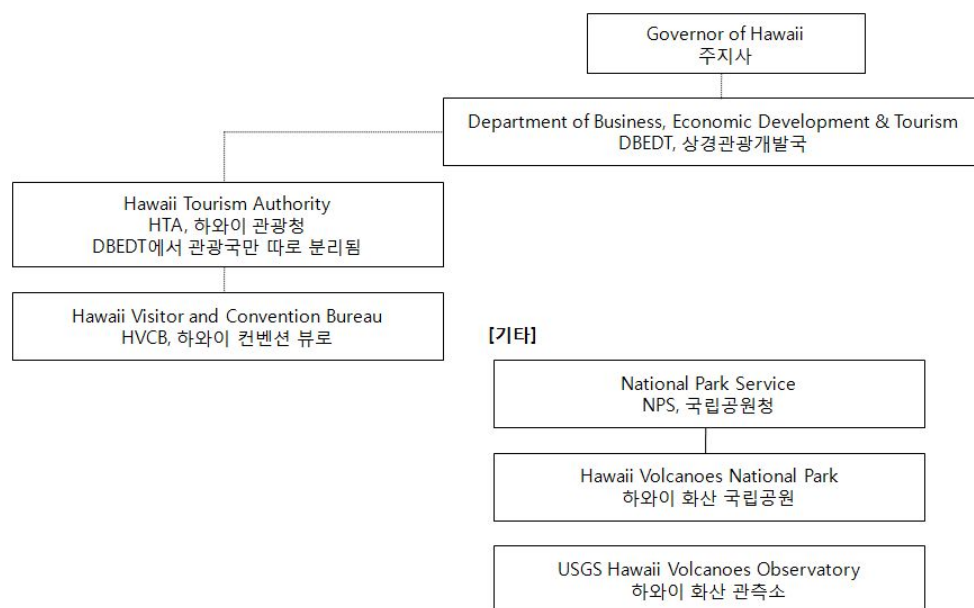 Governor of Hawaii
주지사
Department of Business, Economic Development & Tourism
DBEDT, 상경관광개발국
Hawaii Tourism Authority
HTA, 하와이 관광청
DBEDT에서 관광국만 따로 분리됨
Hawaii Visitor and Convention Bureau
HVCB, 하와이 컨벤션 뷰로
[기타]
National Park Service
NPS, 국립공원청
Hawaii Volcanoes National Park
하와이 화산 국립공원
USGS Hawaii Volcanoes Observatory
하와이 화산 관측소